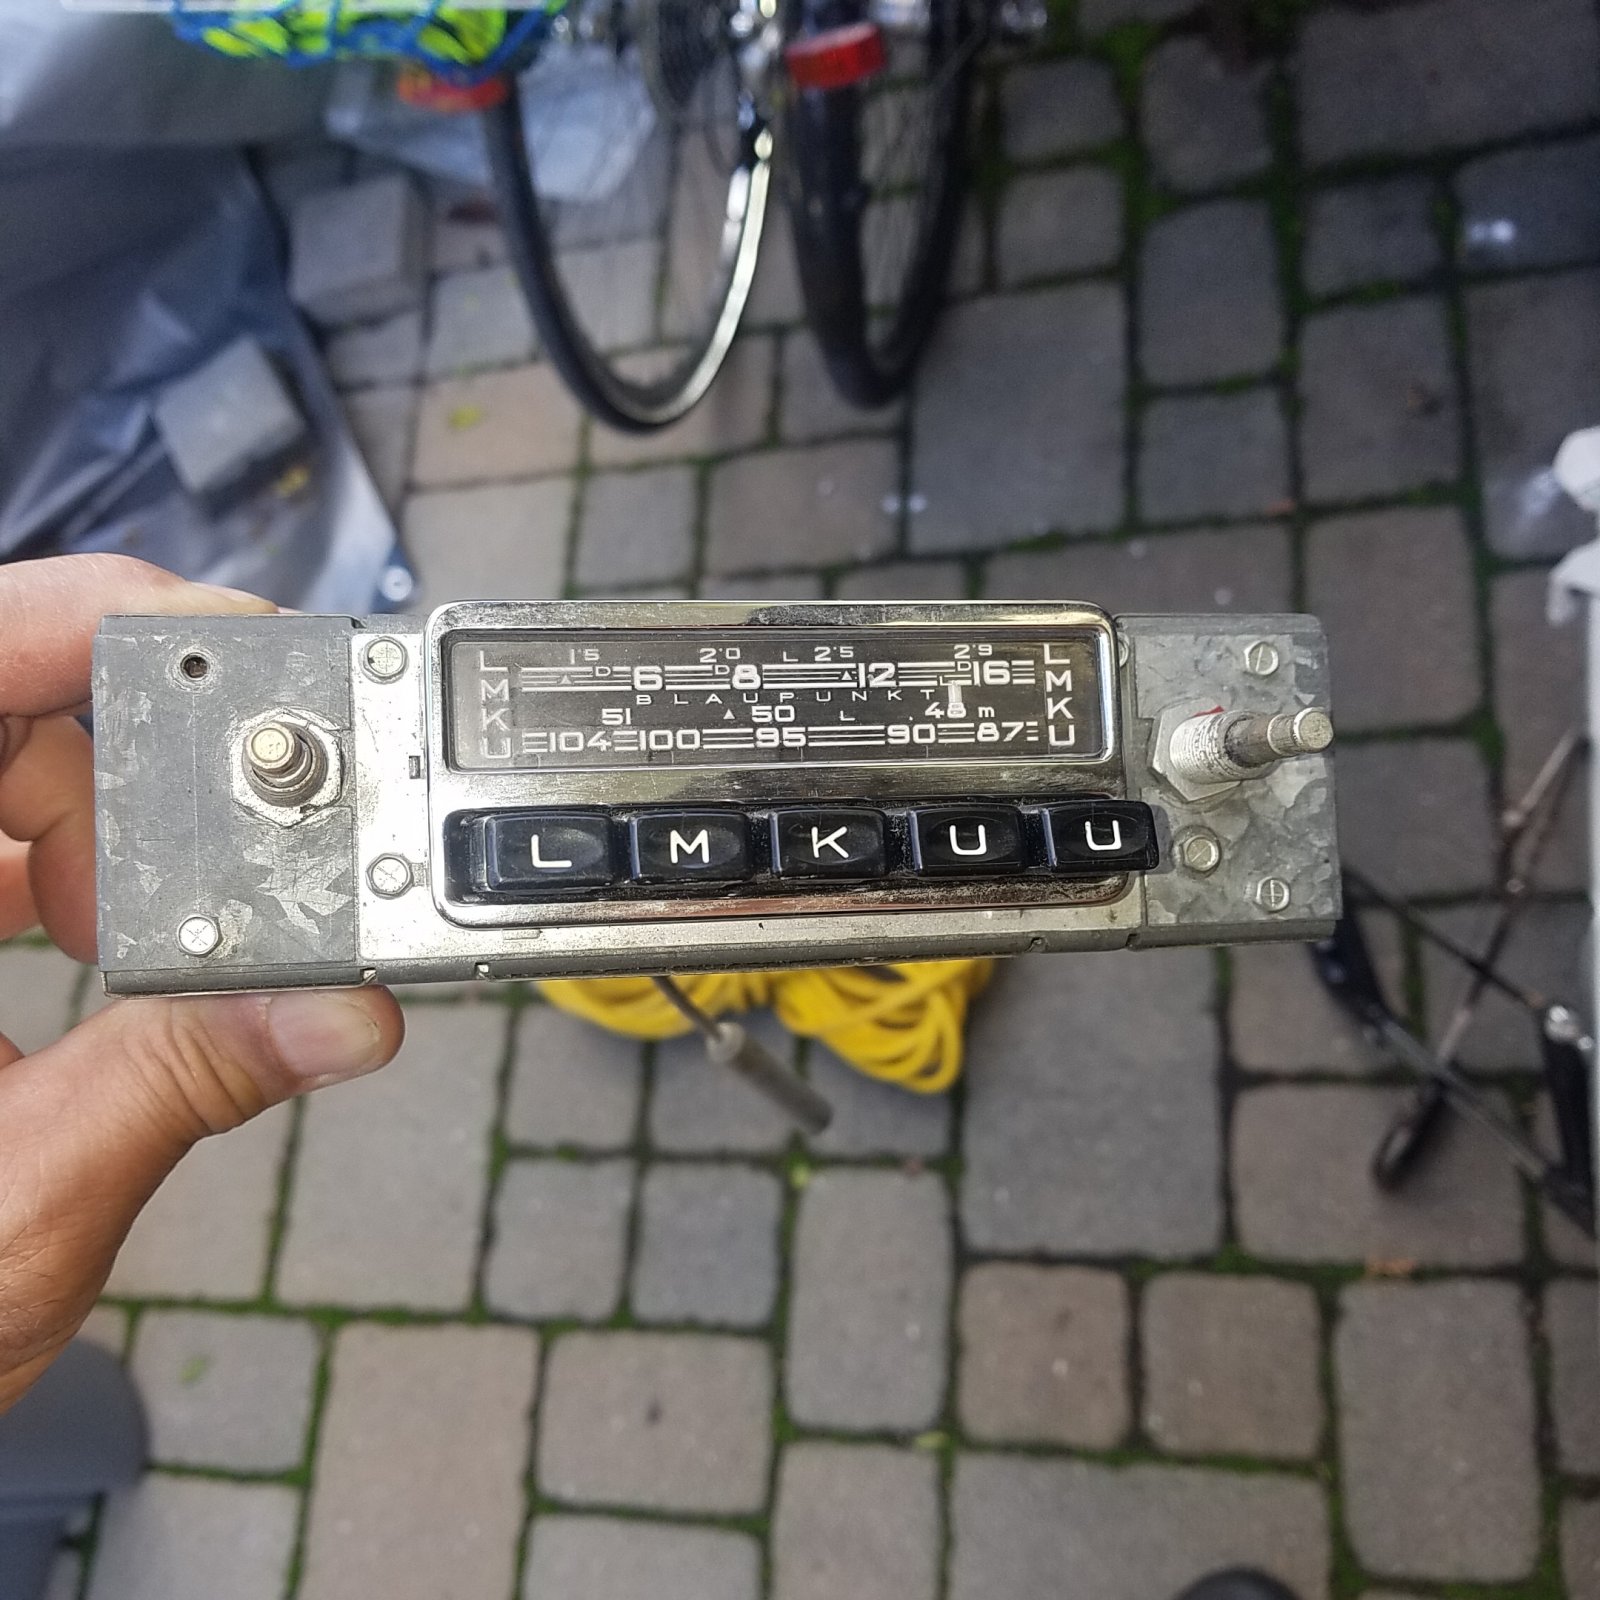 L 1'5 2'0 L 2'5 2'9 L
M D 6 D 8 12 D 16 M
BLAUPUNKT
K 51 50 L 48 m K
U 104 100 95 90 87 U
L M K U U